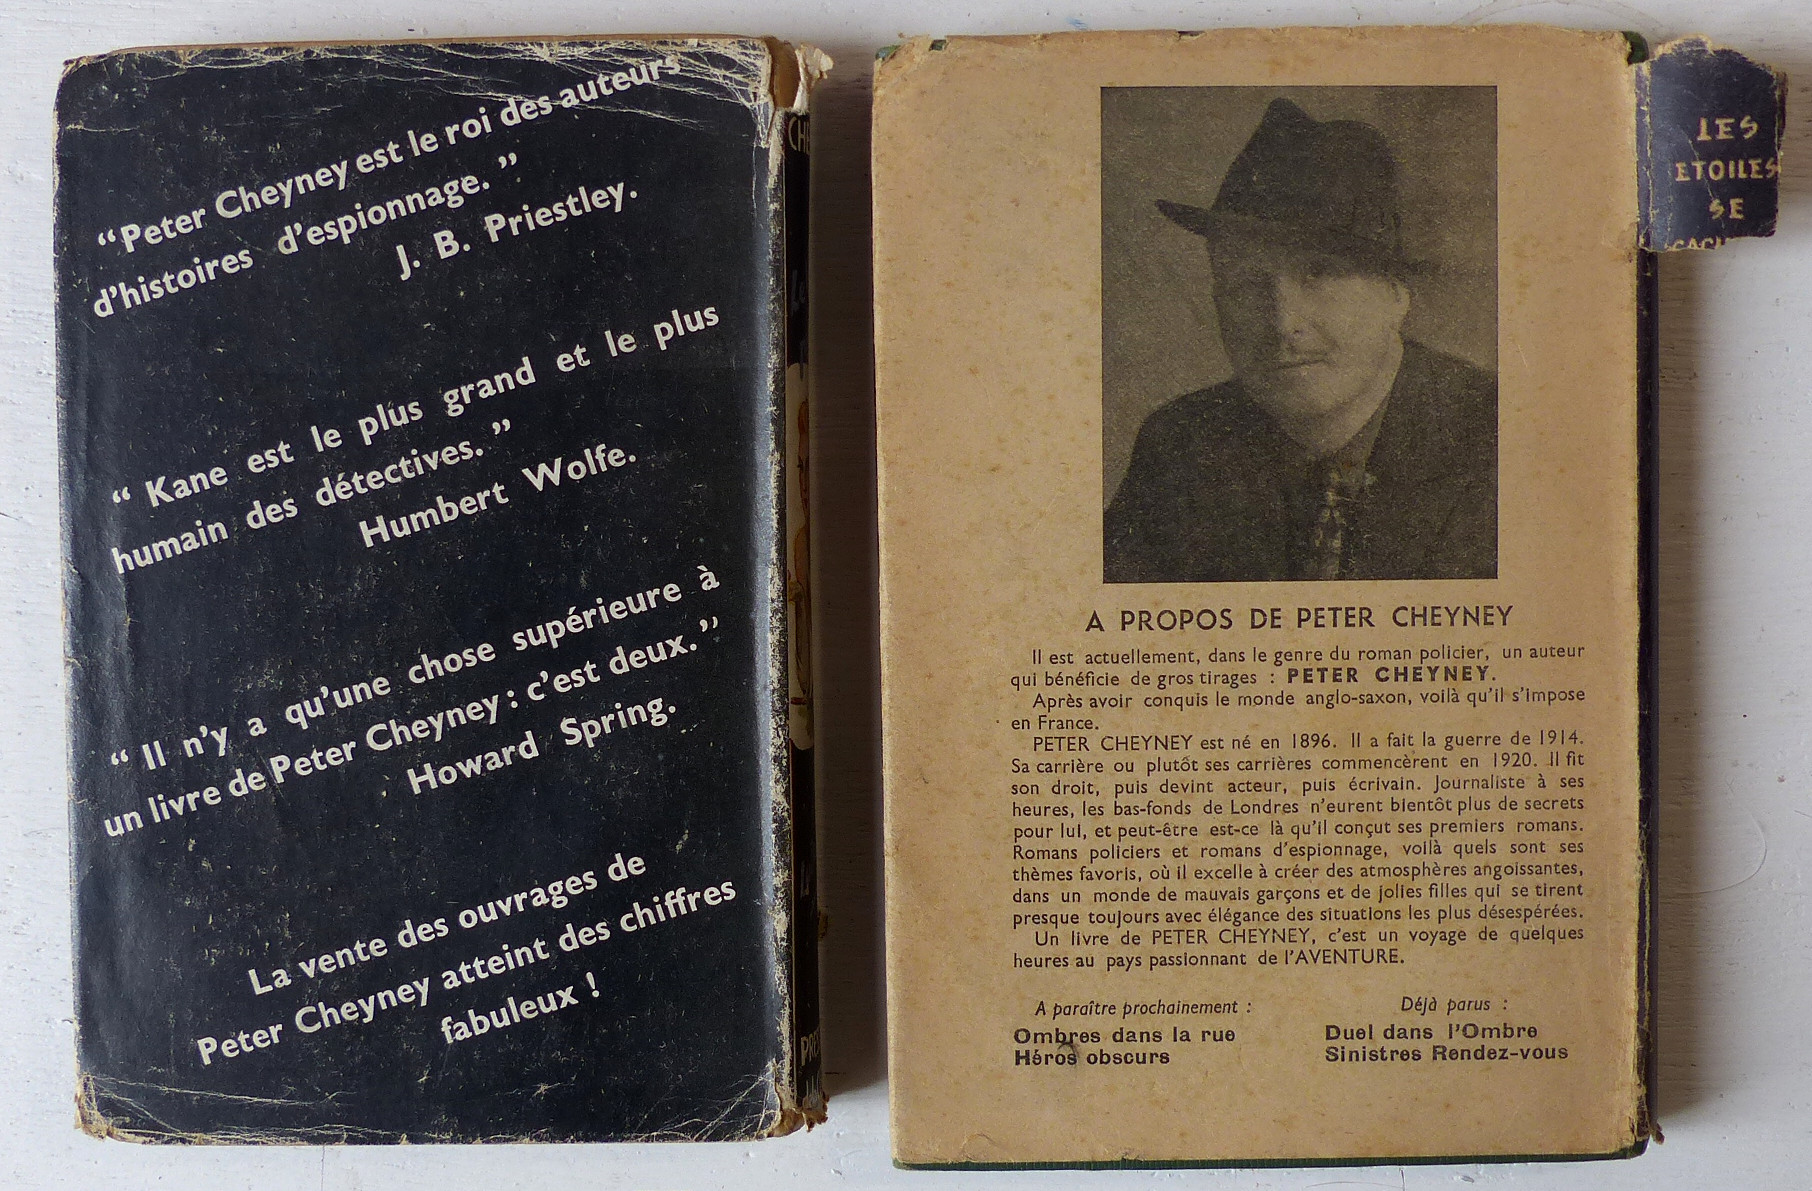 “Peter Cheyney est le roi des auteurs
d'histoires d'espionnage.”
J. B. Priestley.
“Kane est le plus grand et le plus
humain des détectives.”
Humbert Wolfe.
“Il n'y a qu'une chose supérieure à
un livre de Peter Cheyney : c'est deux.”
Howard Spring.
La vente des ouvrages de
Peter Cheyney atteint des chiffres
fabuleux !
LES
ETOILES
SE
A PROPOS DE PETER CHEYNEY
Il est actuellement, dans le genre du roman policier, un auteur
qui bénéficie de gros tirages : PETER CHEYNEY.
Après avoir conquis le monde anglo-saxon, voilà qu'il s'impose
en France.
PETER CHEYNEY est né en 1896. Il a fait la guerre de 1914.
Sa carrière ou plutôt ses carrières commencèrent en 1920. Il fit
son droit, puis devint acteur, puis écrivain. Journaliste à ses
heures, les bas-fonds de Londres n'eurent bientôt plus de secrets
pour lui, et peut-être est-ce là qu'il conçut ses premiers romans.
Romans policiers et romans d'espionnage, voilà quels sont ses
thèmes favoris, où il excelle à créer des atmosphères angoissantes,
dans un monde de mauvais garçons et de jolies filles qui se tirent
presque toujours avec élégance des situations les plus désespérées.
Un livre de PETER CHEYNEY, c'est un voyage de quelques
heures au pays passionnant de l'AVENTURE.
A paraître prochainement :
Ombres dans la rue
Héros obscurs
Déjà parus :
Duel dans l'Ombre
Sinistres Rendez-vous